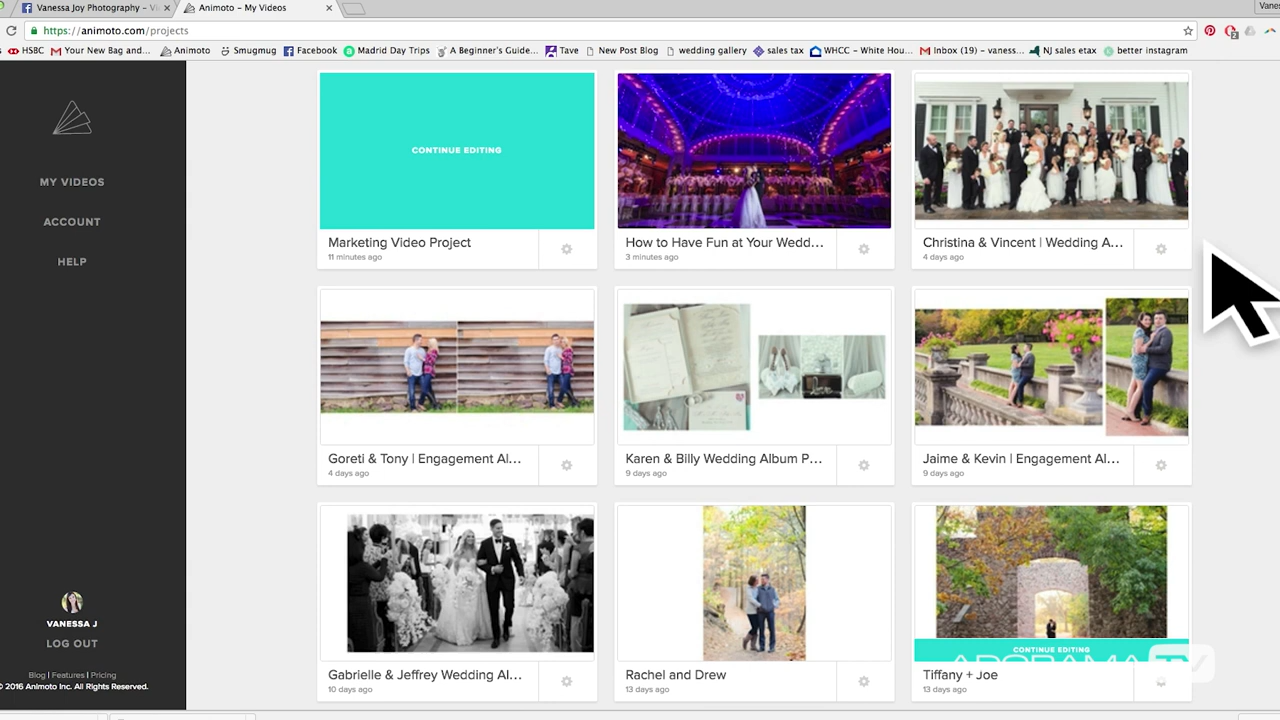 Vanessa Joy Photography - Vi
Animoto - My Videos
Vanes
https://animoto.com/projects
HSBC
Your New Bag and...
Animoto
Smugmug
Facebook
Madrid Day Trips
A Beginner's Guide...
Tave
New Post Blog
wedding gallery
sales tax
WHCC - White Hou...
Inbox (19) - vaness...
NJ sales etax
better instagram
MY VIDEOS
ACCOUNT
HELP
VANESSA J
LOG OUT
Blog | Features | Pricing
© 2016 Animoto Inc. All Rights Reserved.
CONTINUE EDITING
Marketing Video Project
11 minutes ago
How to Have Fun at Your Wedd...
3 minutes ago
Christina & Vincent | Wedding A...
4 days ago
Goreti & Tony | Engagement Al...
4 days ago
Karen & Billy Wedding Album P...
9 days ago
Jaime & Kevin | Engagement Al...
9 days ago
Gabrielle & Jeffrey Wedding Al...
10 days ago
Rachel and Drew
13 days ago
CONTINUE EDITING
ADORAMA TV
Tiffany + Joe
13 days ago